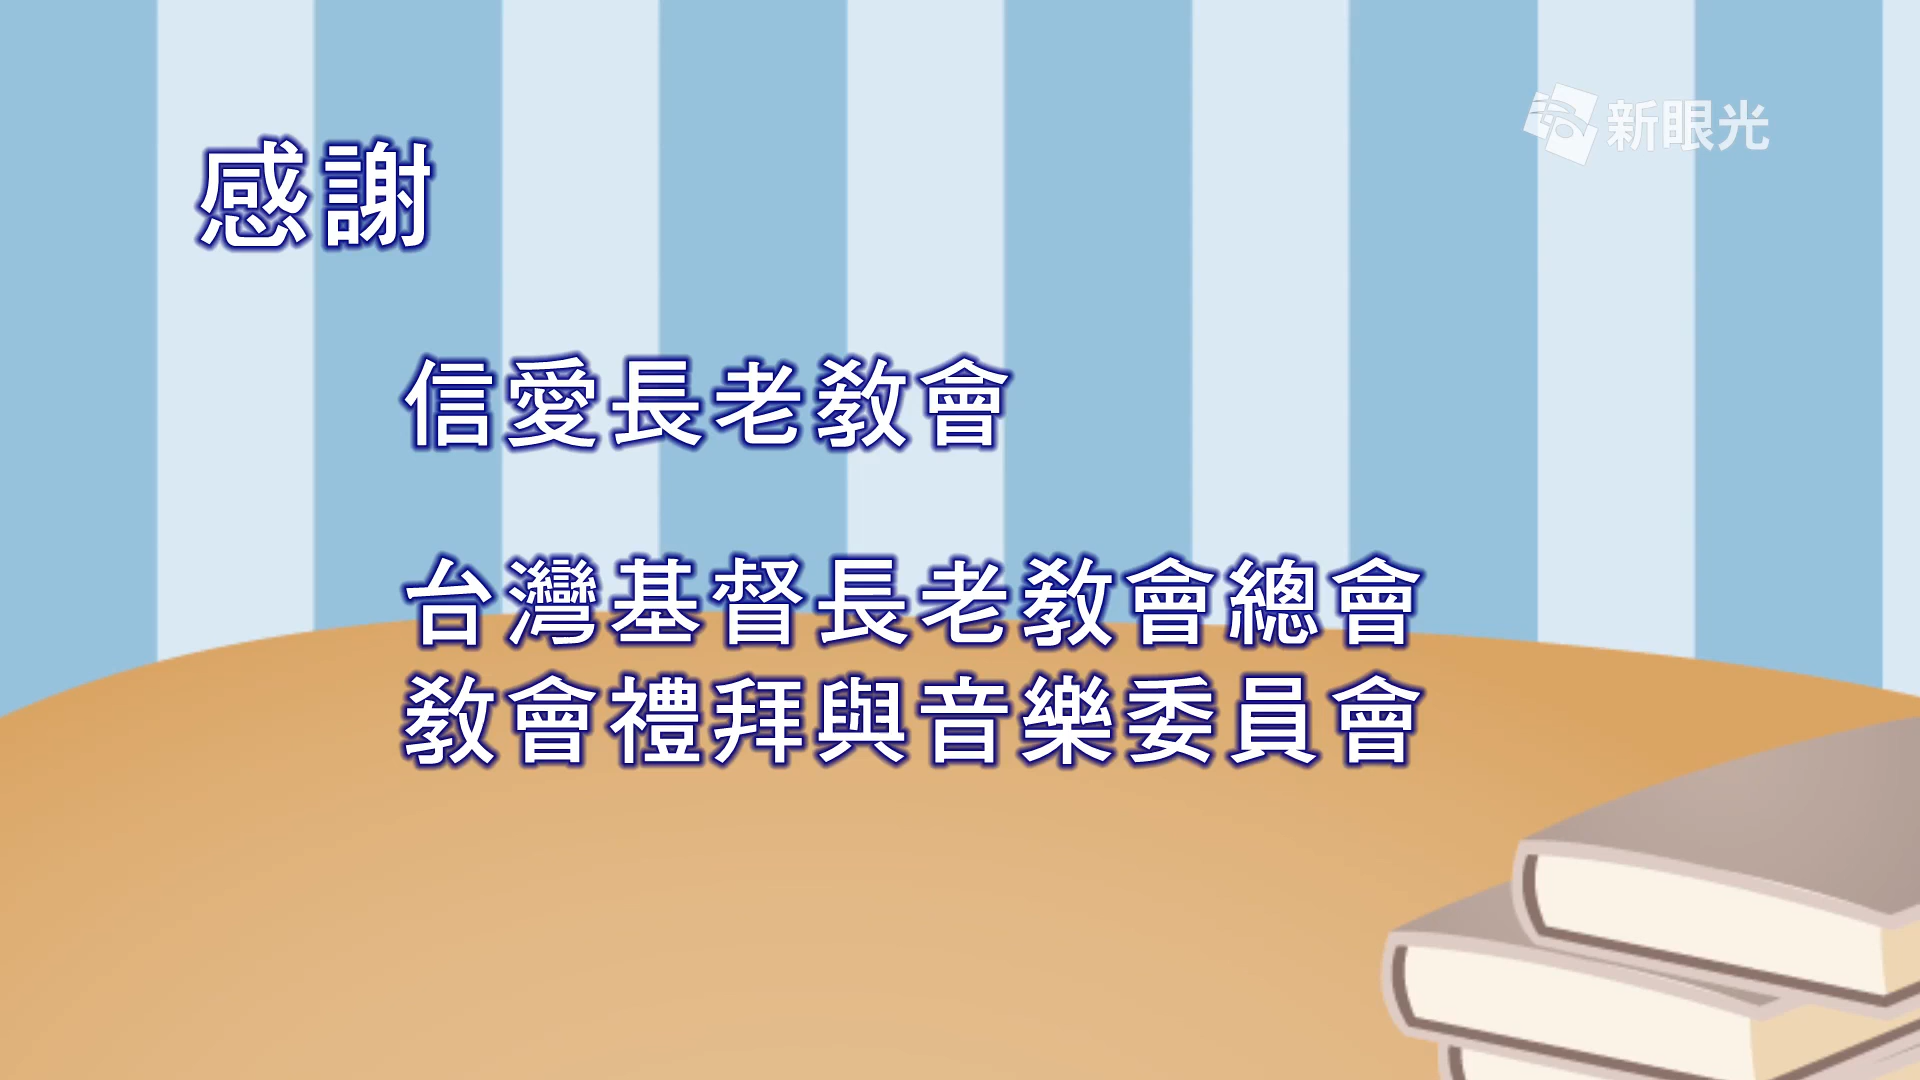 新眼光
感謝
信愛長老教會
台灣基督長老教會總會
教會禮拜與音樂委員會